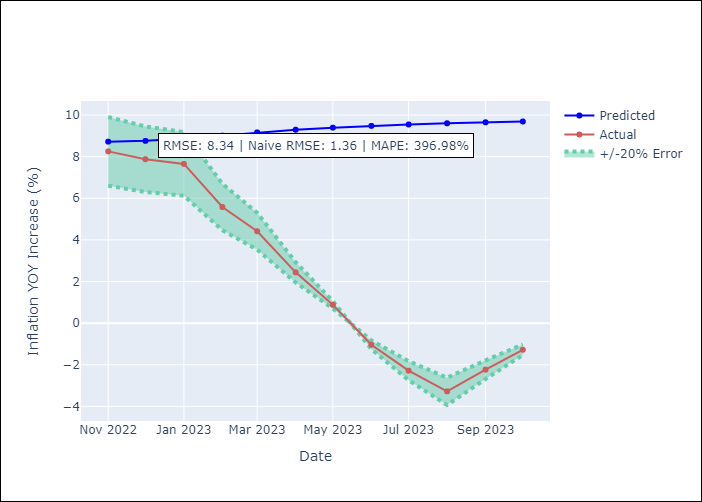 Predicted
Actual
+/-20% Error
RMSE: 8.34 | Naive RMSE: 1.36 | MAPE: 396.98%
Inflation YOY Increase (%)
10
8
6
4
2
0
−2
−4
Nov 2022 Jan 2023 Mar 2023 May 2023 Jul 2023 Sep 2023
Date